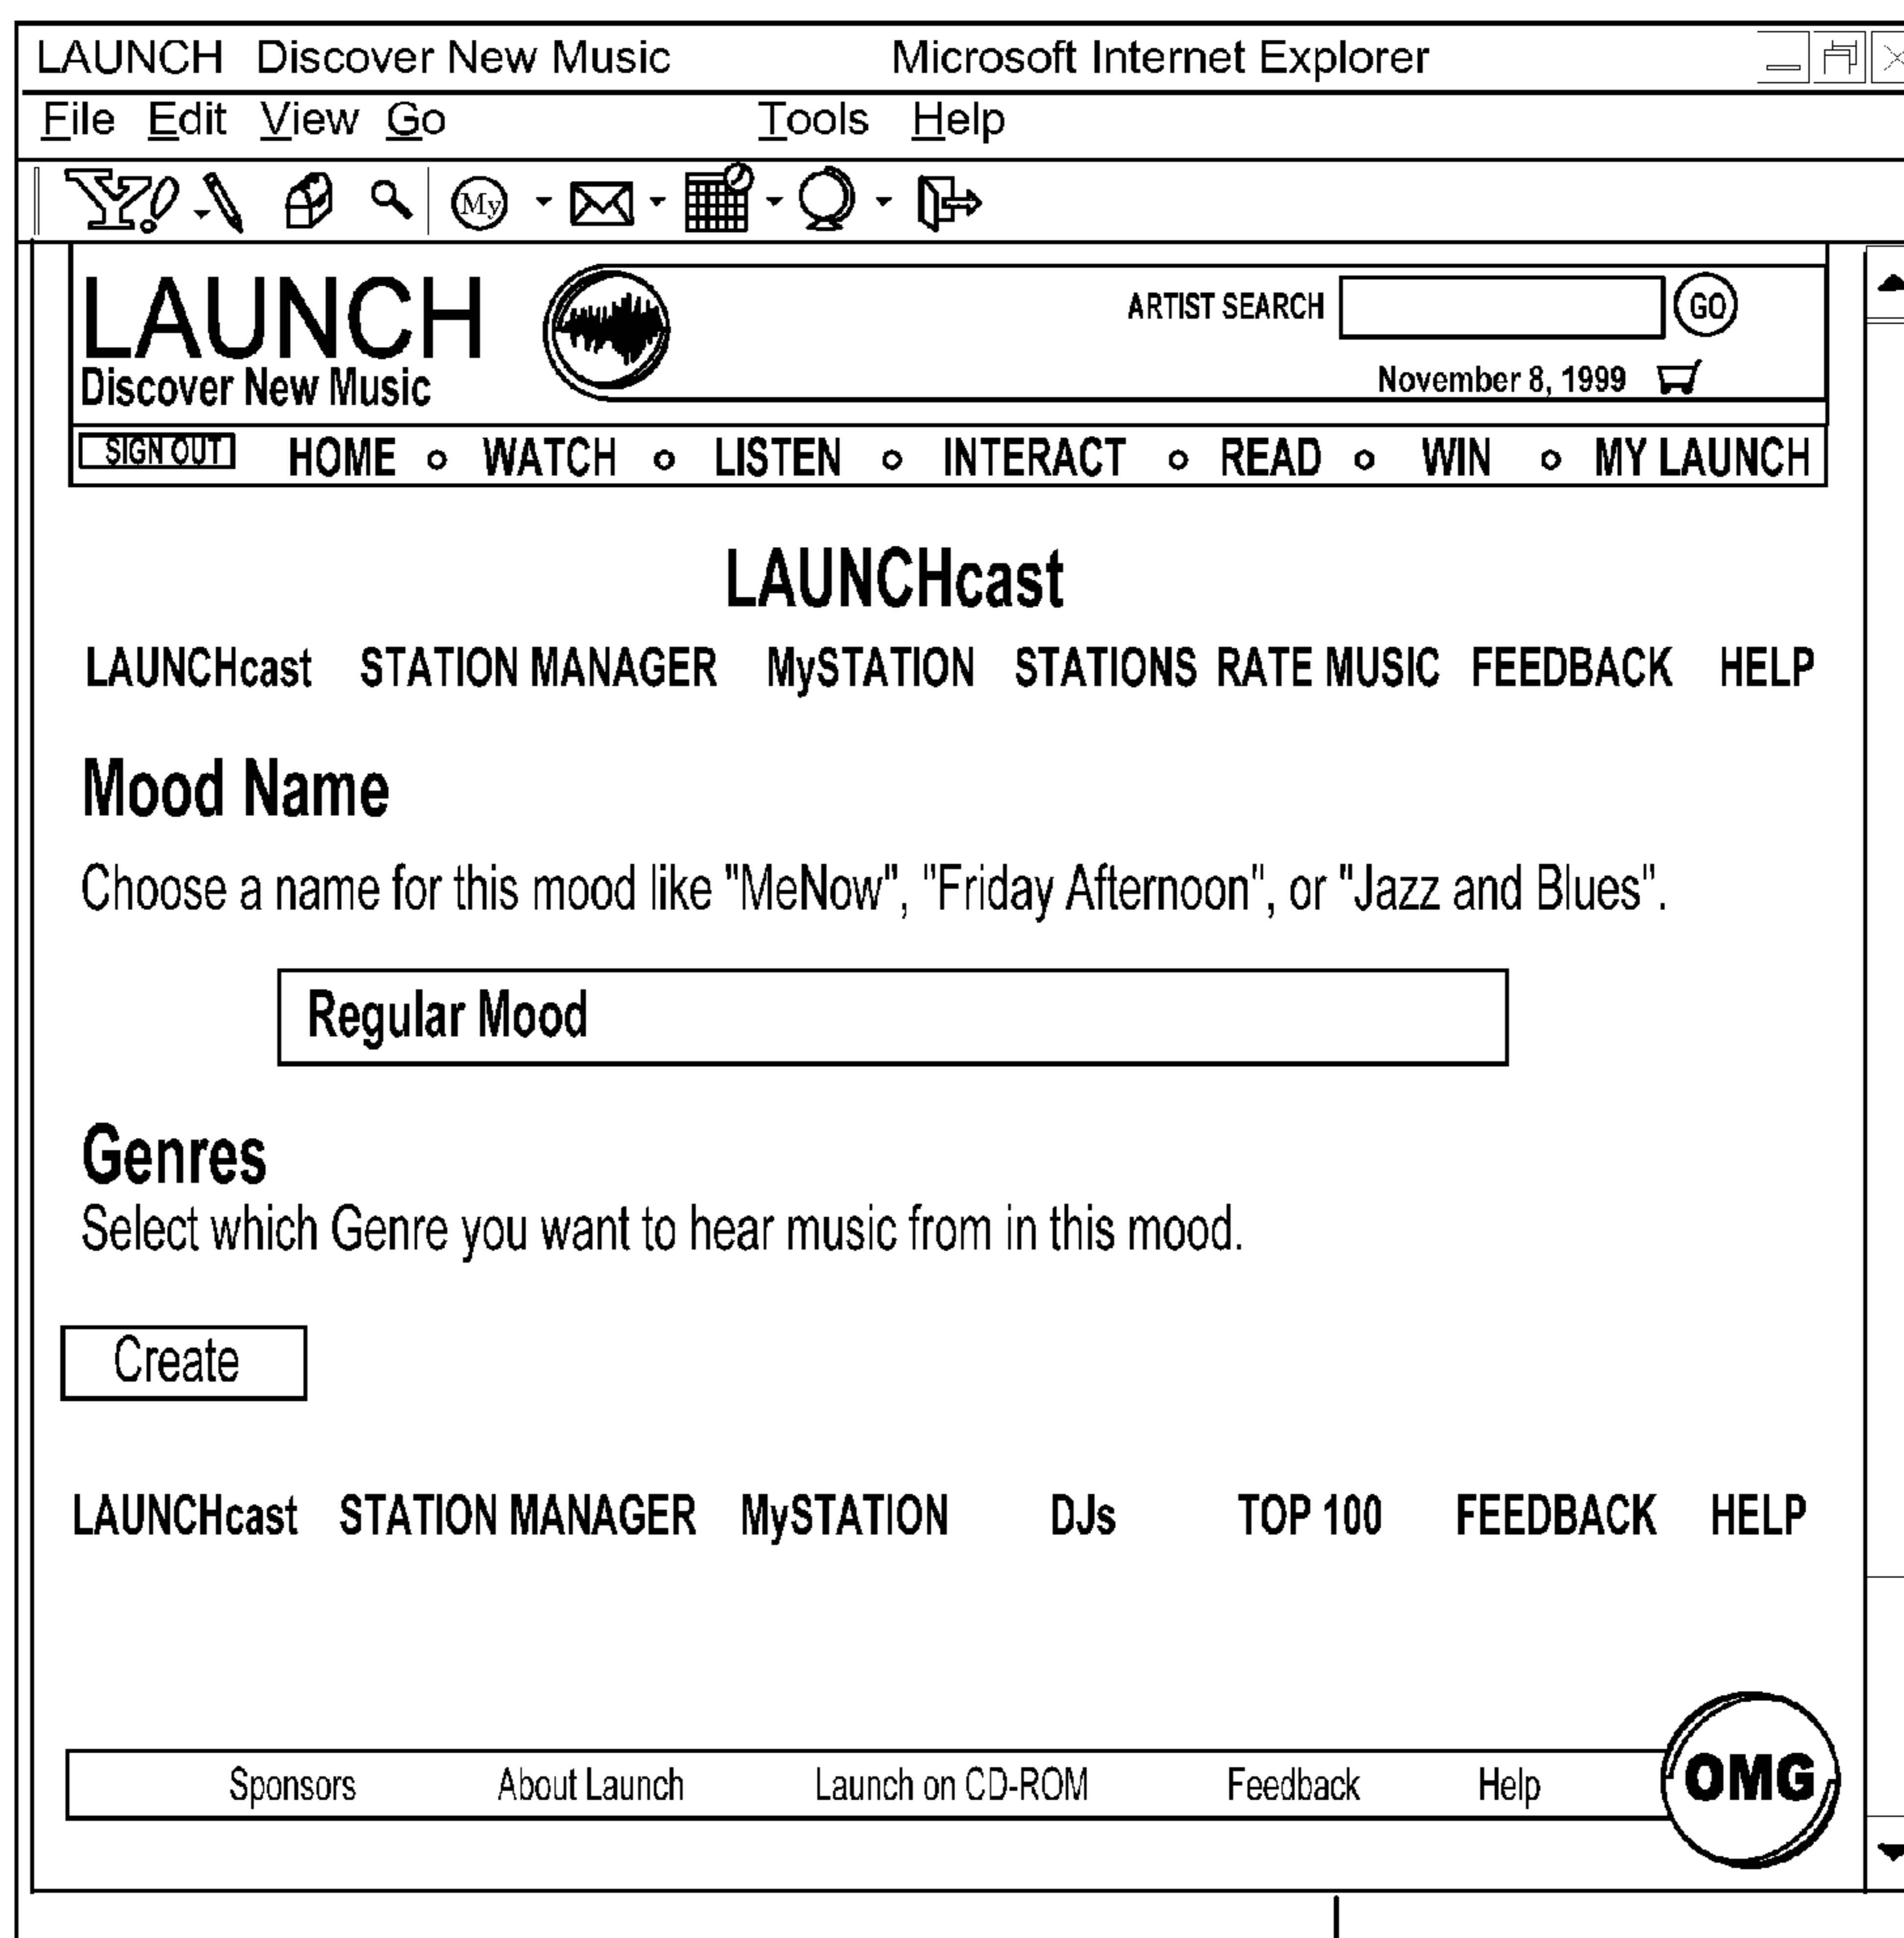 LAUNCH Discover New Music Microsoft Internet Explorer
File Edit View Go Tools Help
Y! My
LAUNCH
Discover New Music
ARTIST SEARCH GO
November 8, 1999
SIGN OUT HOME o WATCH o LISTEN o INTERACT o READ o WIN o MY LAUNCH
LAUNCHcast
LAUNCHcast STATION MANAGER MySTATION STATIONS RATE MUSIC FEEDBACK HELP
Mood Name
Choose a name for this mood like "MeNow", "Friday Afternoon", or "Jazz and Blues".
Regular Mood
Genres
Select which Genre you want to hear music from in this mood.
Create
LAUNCHcast STATION MANAGER MySTATION DJs TOP 100 FEEDBACK HELP
Sponsors About Launch Launch on CD-ROM Feedback Help OMG